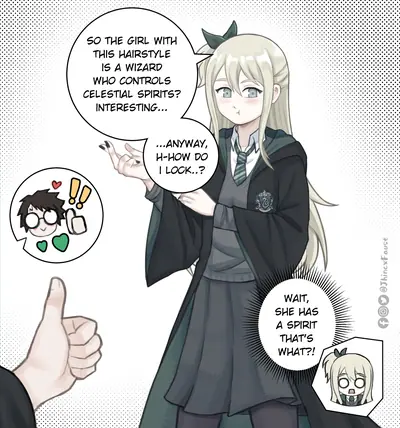 SO THE GIRL WITH
THIS HAIRSTYLE
IS A WIZARD
WHO CONTROLS
CELESTIAL SPIRITS?
INTERESTING...
...ANYWAY,
H-HOW DO
I LOOK..?
!!
WAIT,
SHE HAS
A SPIRIT
THAT'S
WHAT?!
@JhincxFause